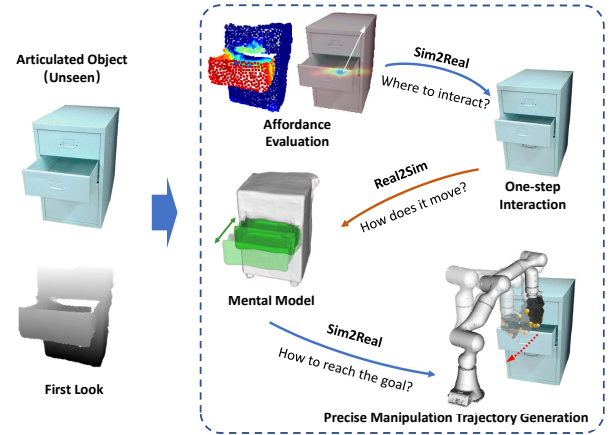 Articulated Object
(Unseen)
First Look
Affordance
Evaluation
Sim2Real
Where to interact?
One-step
Interaction
Real2Sim
How does it move?
Mental Model
Sim2Real
How to reach the goal?
Precise Manipulation Trajectory Generation